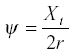 ψ = X_t / 2r